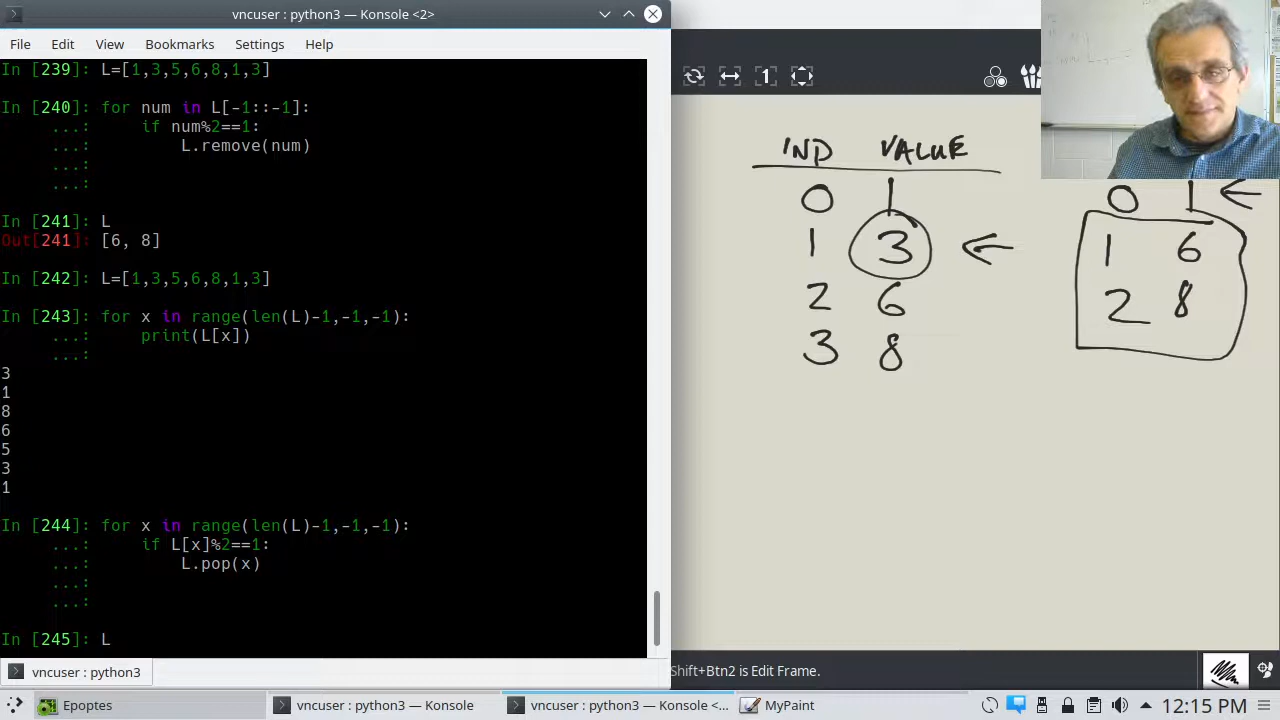 vncuser : python3 — Konsole <2>
File Edit View Bookmarks Settings Help
In [239]: L=[1,3,5,6,8,1,3]
In [240]: for num in L[-1::-1]:
...: if num%2==1:
...: L.remove(num)
...:
...:
In [241]: L
Out[241]: [6, 8]
In [242]: L=[1,3,5,6,8,1,3]
In [243]: for x in range(len(L)-1,-1,-1):
...: print(L[x])
...:
3
1
8
6
5
3
1
In [244]: for x in range(len(L)-1,-1,-1):
...: if L[x]%2==1:
...: L.pop(x)
...:
...:
In [245]: L
vncuser : python3
1
IND VALUE
0 1
1 3
2 6
3 8
0 1
1 6
2 8
Shift+Btn2 is Edit Frame.
Epoptes
vncuser : python3 — Konsole
vncuser : python3 — Konsole <...
MyPaint
12:15 PM